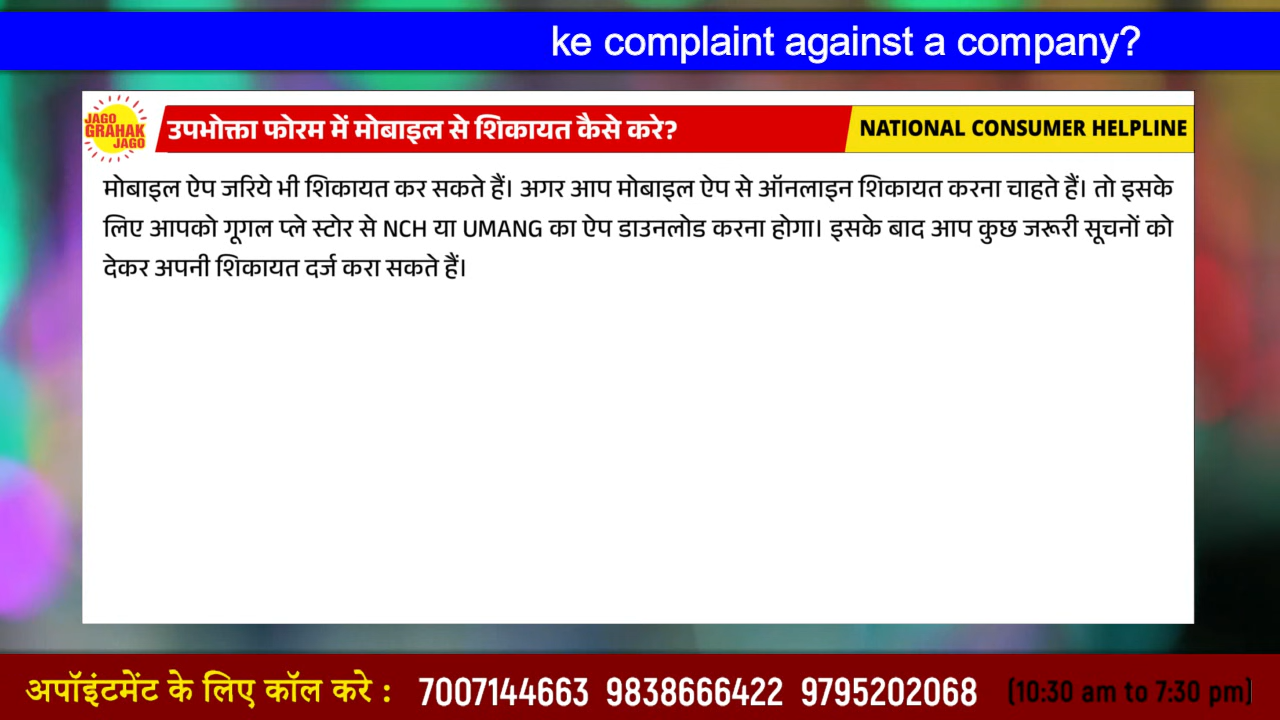 ke complaint against a company?
JAGO
GRAHAK
JAGO
उपभोक्ता फोरम में मोबाइल से शिकायत कैसे करे?
NATIONAL CONSUMER HELPLINE
मोबाइल ऐप जरिये भी शिकायत कर सकते हैं। अगर आप मोबाइल ऐप से ऑनलाइन शिकायत करना चाहते हैं। तो इसके
लिए आपको गूगल प्ले स्टोर से NCH या UMANG का ऐप डाउनलोड करना होगा। इसके बाद आप कुछ जरूरी सूचनों को
देकर अपनी शिकायत दर्ज करा सकते हैं।
अपॉइंटमेंट के लिए कॉल करे : 7007144663 9838666422 9795202068 (10:30 am to 7:30 pm)